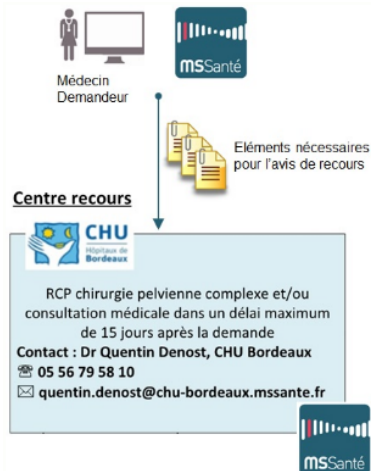 MSSanté
Médecin
Demandeur
Eléments nécessaires
pour l'avis de recours
Centre recours
CHU
Hôpitaux de
Bordeaux
RCP chirurgie pelvienne complexe et/ou
consultation médicale dans un délai maximum
de 15 jours après la demande
Contact : Dr Quentin Denost, CHU Bordeaux
☎ 05 56 79 58 10
✉ quentin.denost@chu-bordeaux.mssante.fr
MSSanté